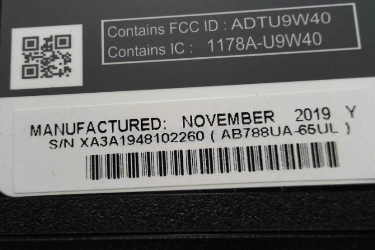 Contains FCC ID : ADTU9W40
Contains IC : 1178A-U9W40
MANUFACTURED: NOVEMBER 2019 Y
S/N XA3A1948102260 ( AB788UA-65UL )